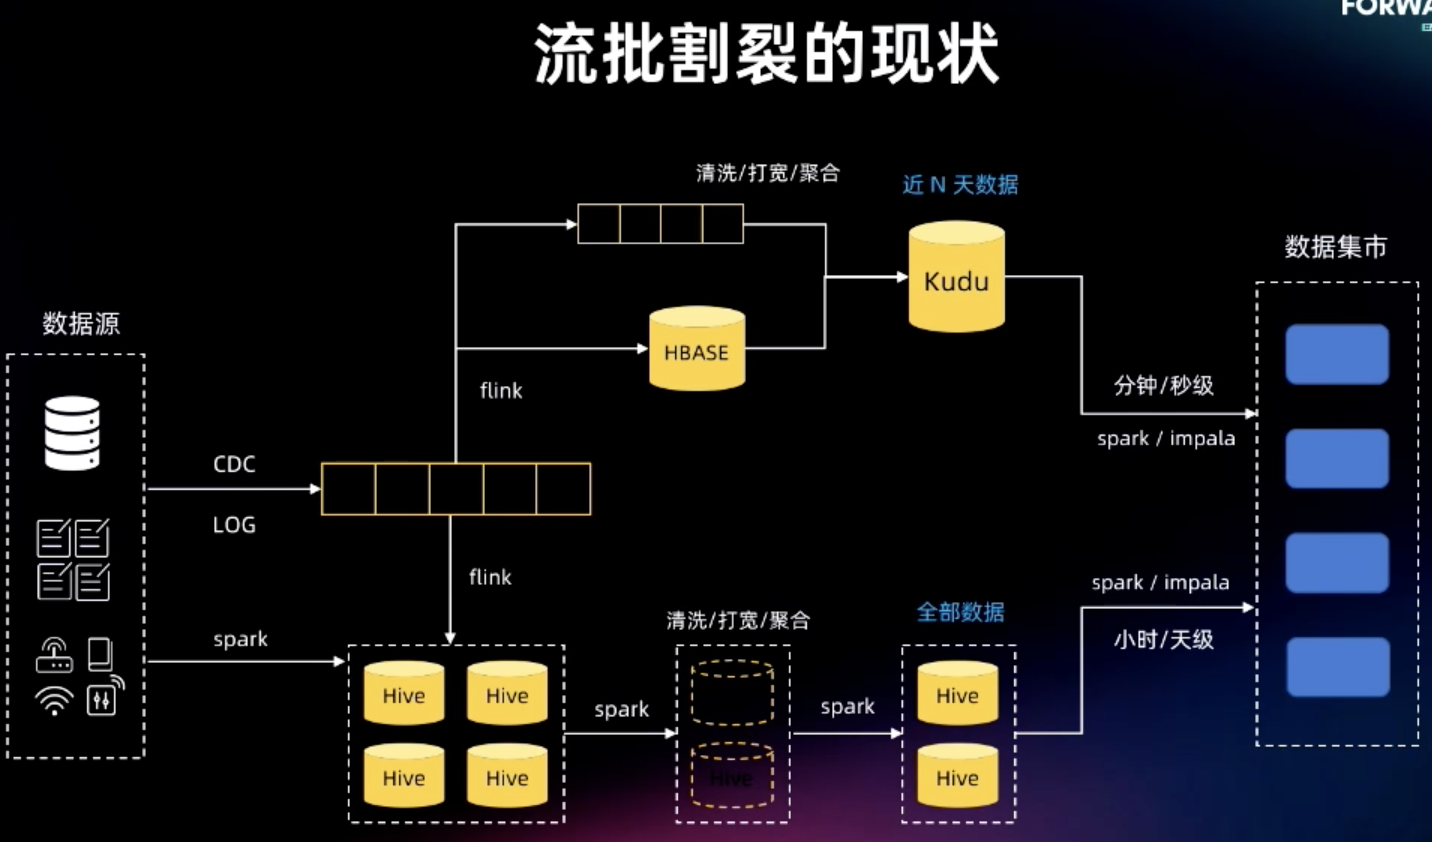 FORWA
流批割裂的现状
清洗/打宽/聚合
近 N 天数据
Kudu
HBASE
flink
数据源
CDC
LOG
flink
spark
Hive
Hive
Hive
Hive
spark
清洗/打宽/聚合
Hive
spark
全部数据
Hive
Hive
分钟/秒级
spark / impala
spark / impala
小时/天级
数据集市